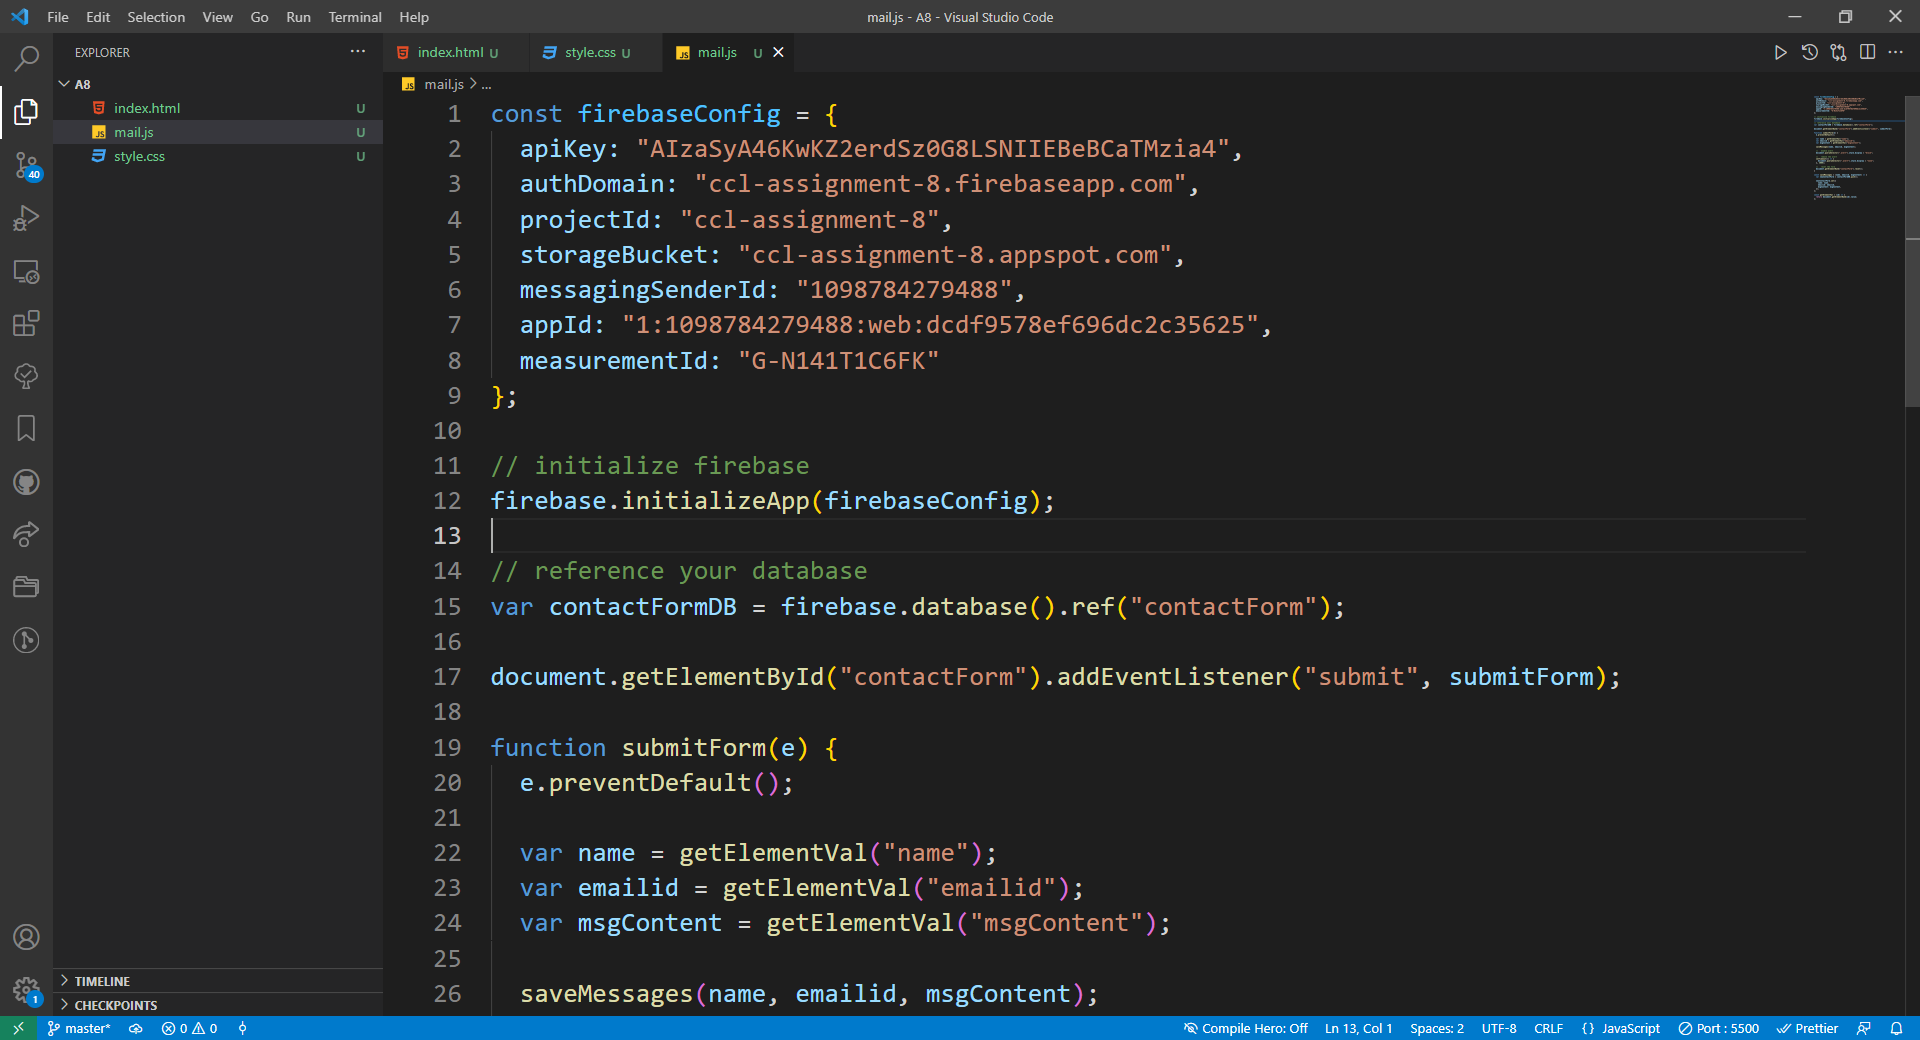 File Edit Selection View Go Run Terminal Help
mail.js - A8 - Visual Studio Code
EXPLORER
A8
index.html U
mail.js U
style.css U
TIMELINE
CHECKPOINTS
40
1
index.html U style.css U mail.js U
JS mail.js > ...
1 const firebaseConfig = {
2 apiKey: "AIzaSyA46KwKZ2erdSz0G8LSNIIEBeBCaTMzia4",
3 authDomain: "ccl-assignment-8.firebaseapp.com",
4 projectId: "ccl-assignment-8",
5 storageBucket: "ccl-assignment-8.appspot.com",
6 messagingSenderId: "1098784279488",
7 appId: "1:1098784279488:web:dcdf9578ef696dc2c35625",
8 measurementId: "G-N141T1C6FK"
9 };
10
11 // initialize firebase
12 firebase.initializeApp(firebaseConfig);
13
14 // reference your database
15 var contactFormDB = firebase.database().ref("contactForm");
16
17 document.getElementById("contactForm").addEventListener("submit", submitForm);
18
19 function submitForm(e) {
20 e.preventDefault();
21
22 var name = getElementVal("name");
23 var emailid = getElementVal("emailid");
24 var msgContent = getElementVal("msgContent");
25
26 saveMessages(name, emailid, msgContent);
master* 0 0 Compile Hero: Off Ln 13, Col 1 Spaces: 2 UTF-8 CRLF {} JavaScript Port : 5500 Prettier